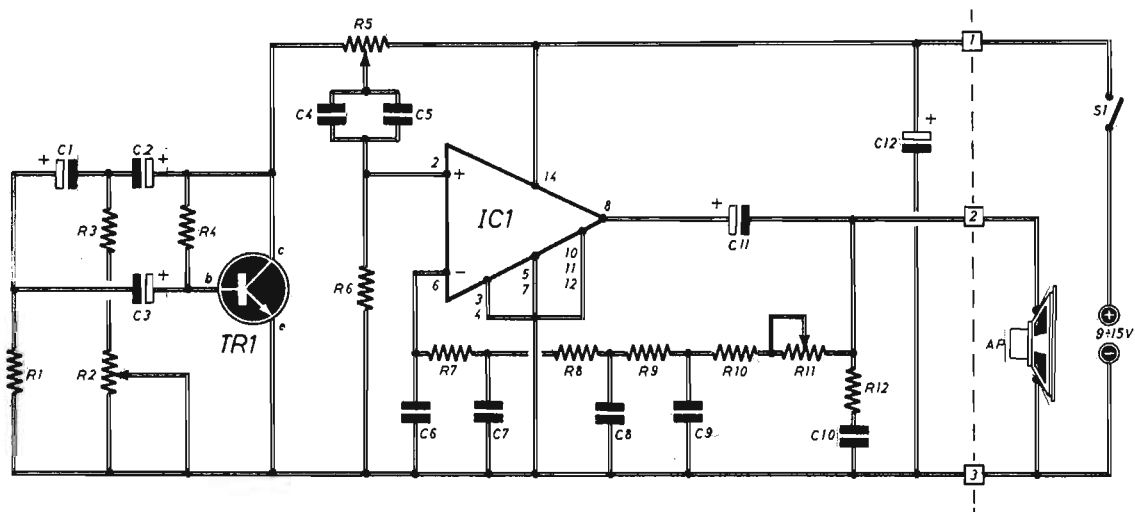 R5
1
C4
C5
C12
+
S1
+
C1
C2
+
2
+
14
8
+
2
R3
R4
IC1
C11
c
b
+
C3
R6
−
6
5
7
10
11
12
3
4
e
TR1
+
9÷15V
−
AP
R1
R2
R7
R8
R9
R10
R11
R12
C6
C7
C8
C9
C10
3